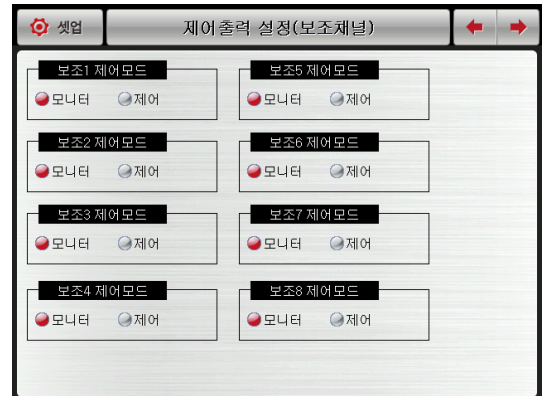 셋업 제어출력 설정(보조채널)
보조1 제어모드 보조5 제어모드
모니터 제어 모니터 제어
보조2 제어모드 보조6 제어모드
모니터 제어 모니터 제어
보조3 제어모드 보조7 제어모드
모니터 제어 모니터 제어
보조4 제어모드 보조8 제어모드
모니터 제어 모니터 제어